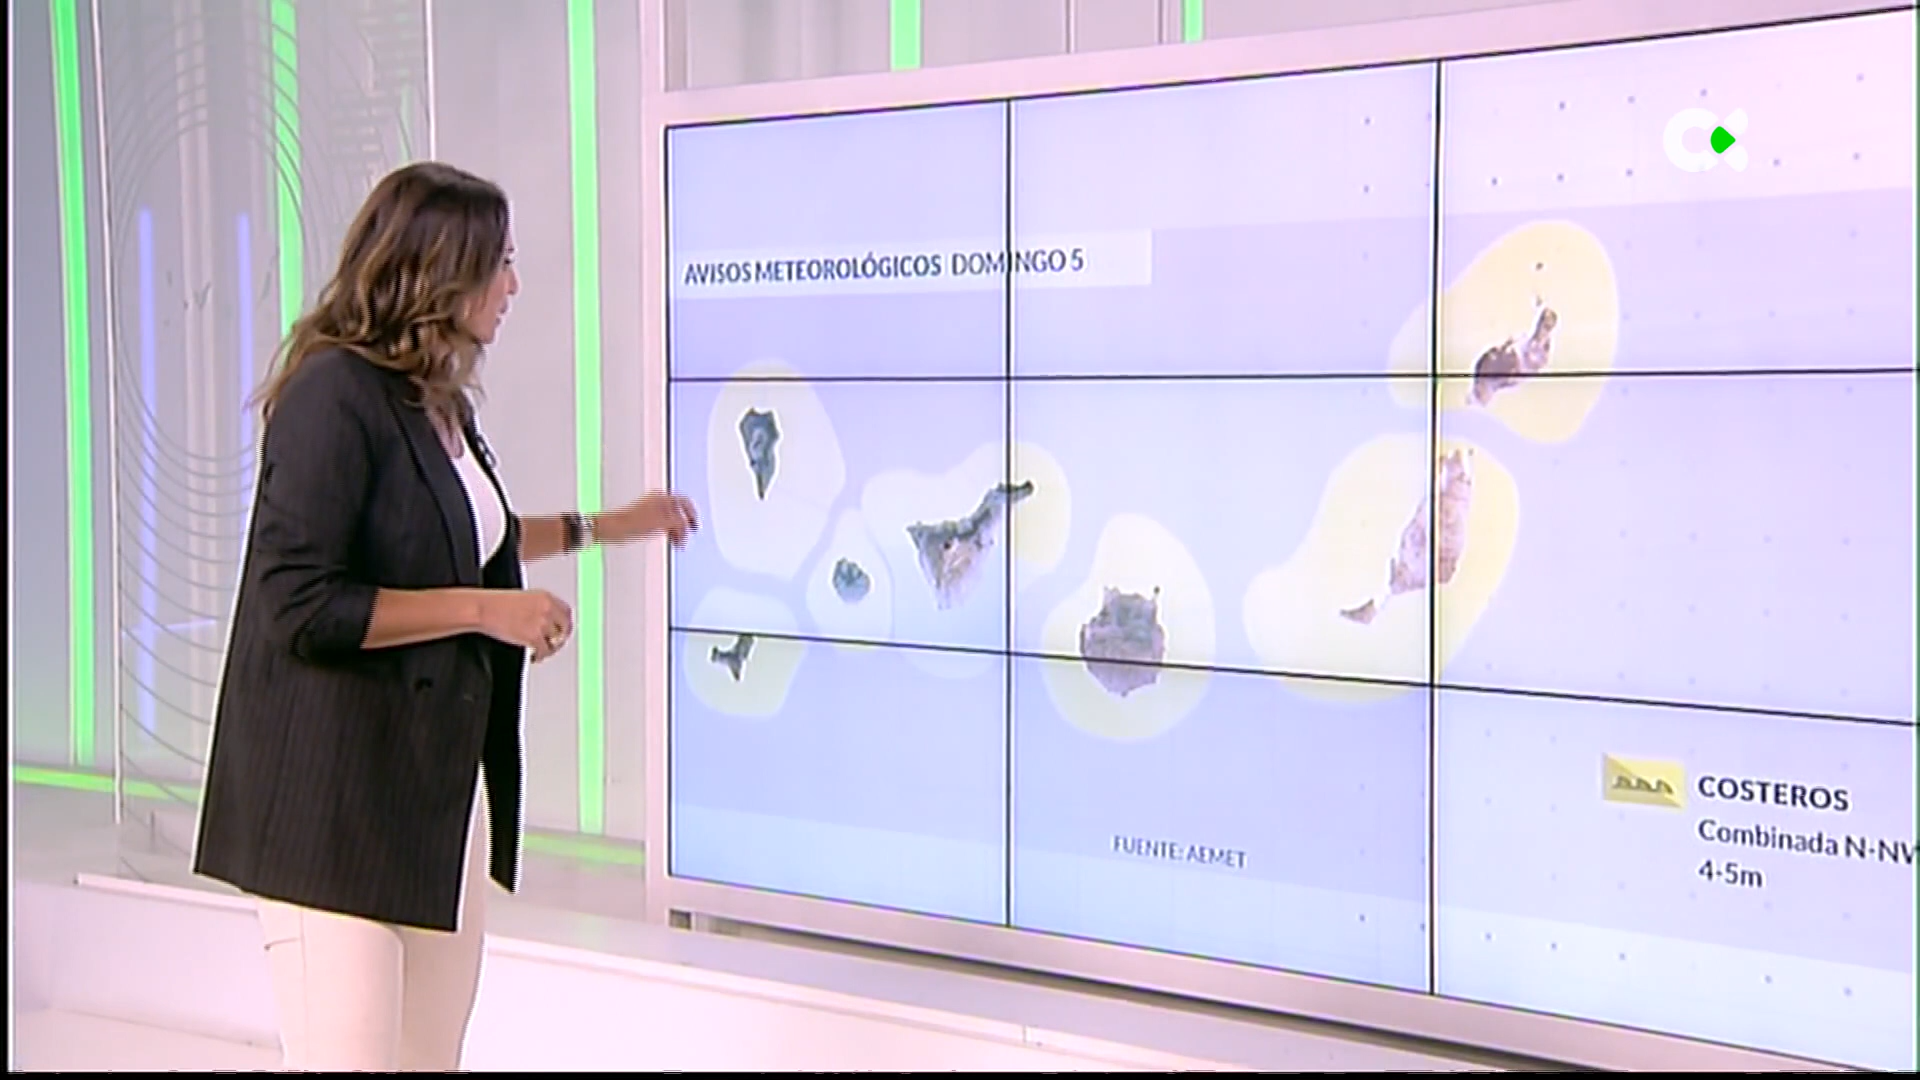 AVISOS METEOROLÓGICOS DOMINGO 5
COSTEROS
Combinada N-NW
4-5m
FUENTE: AEMET